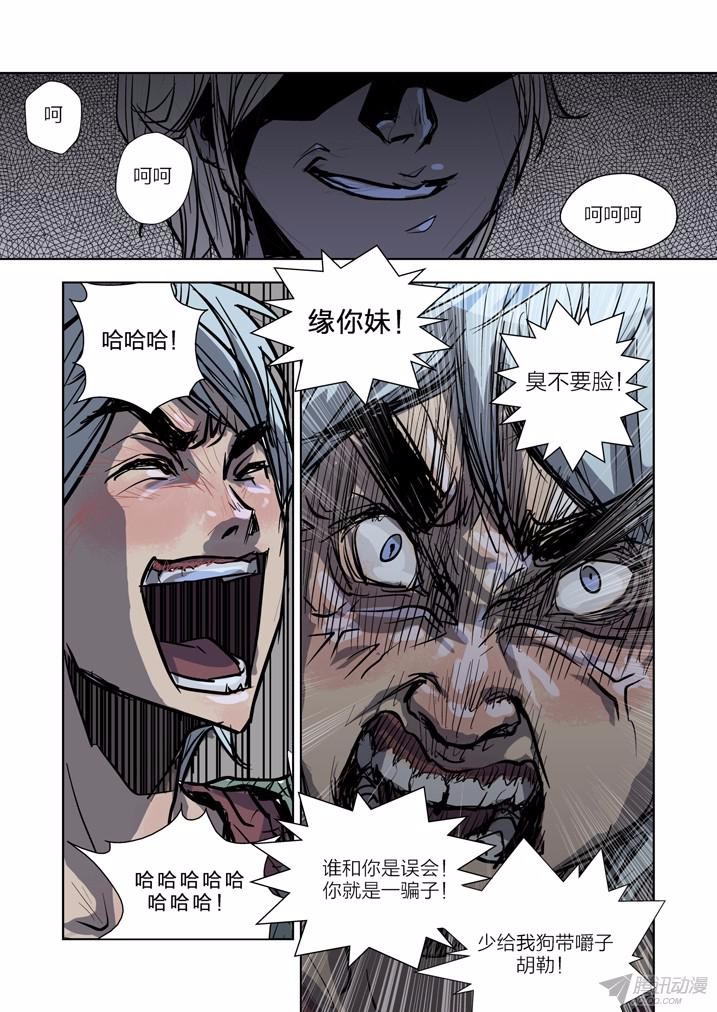 呵
呵呵
呵呵呵
哈哈哈！
缘你妹！
臭不要脸！
哈哈哈哈哈
哈哈哈！
谁和你是误会！
你就是一骗子！
少给我狗带嚼子
胡勒！
腾讯动漫